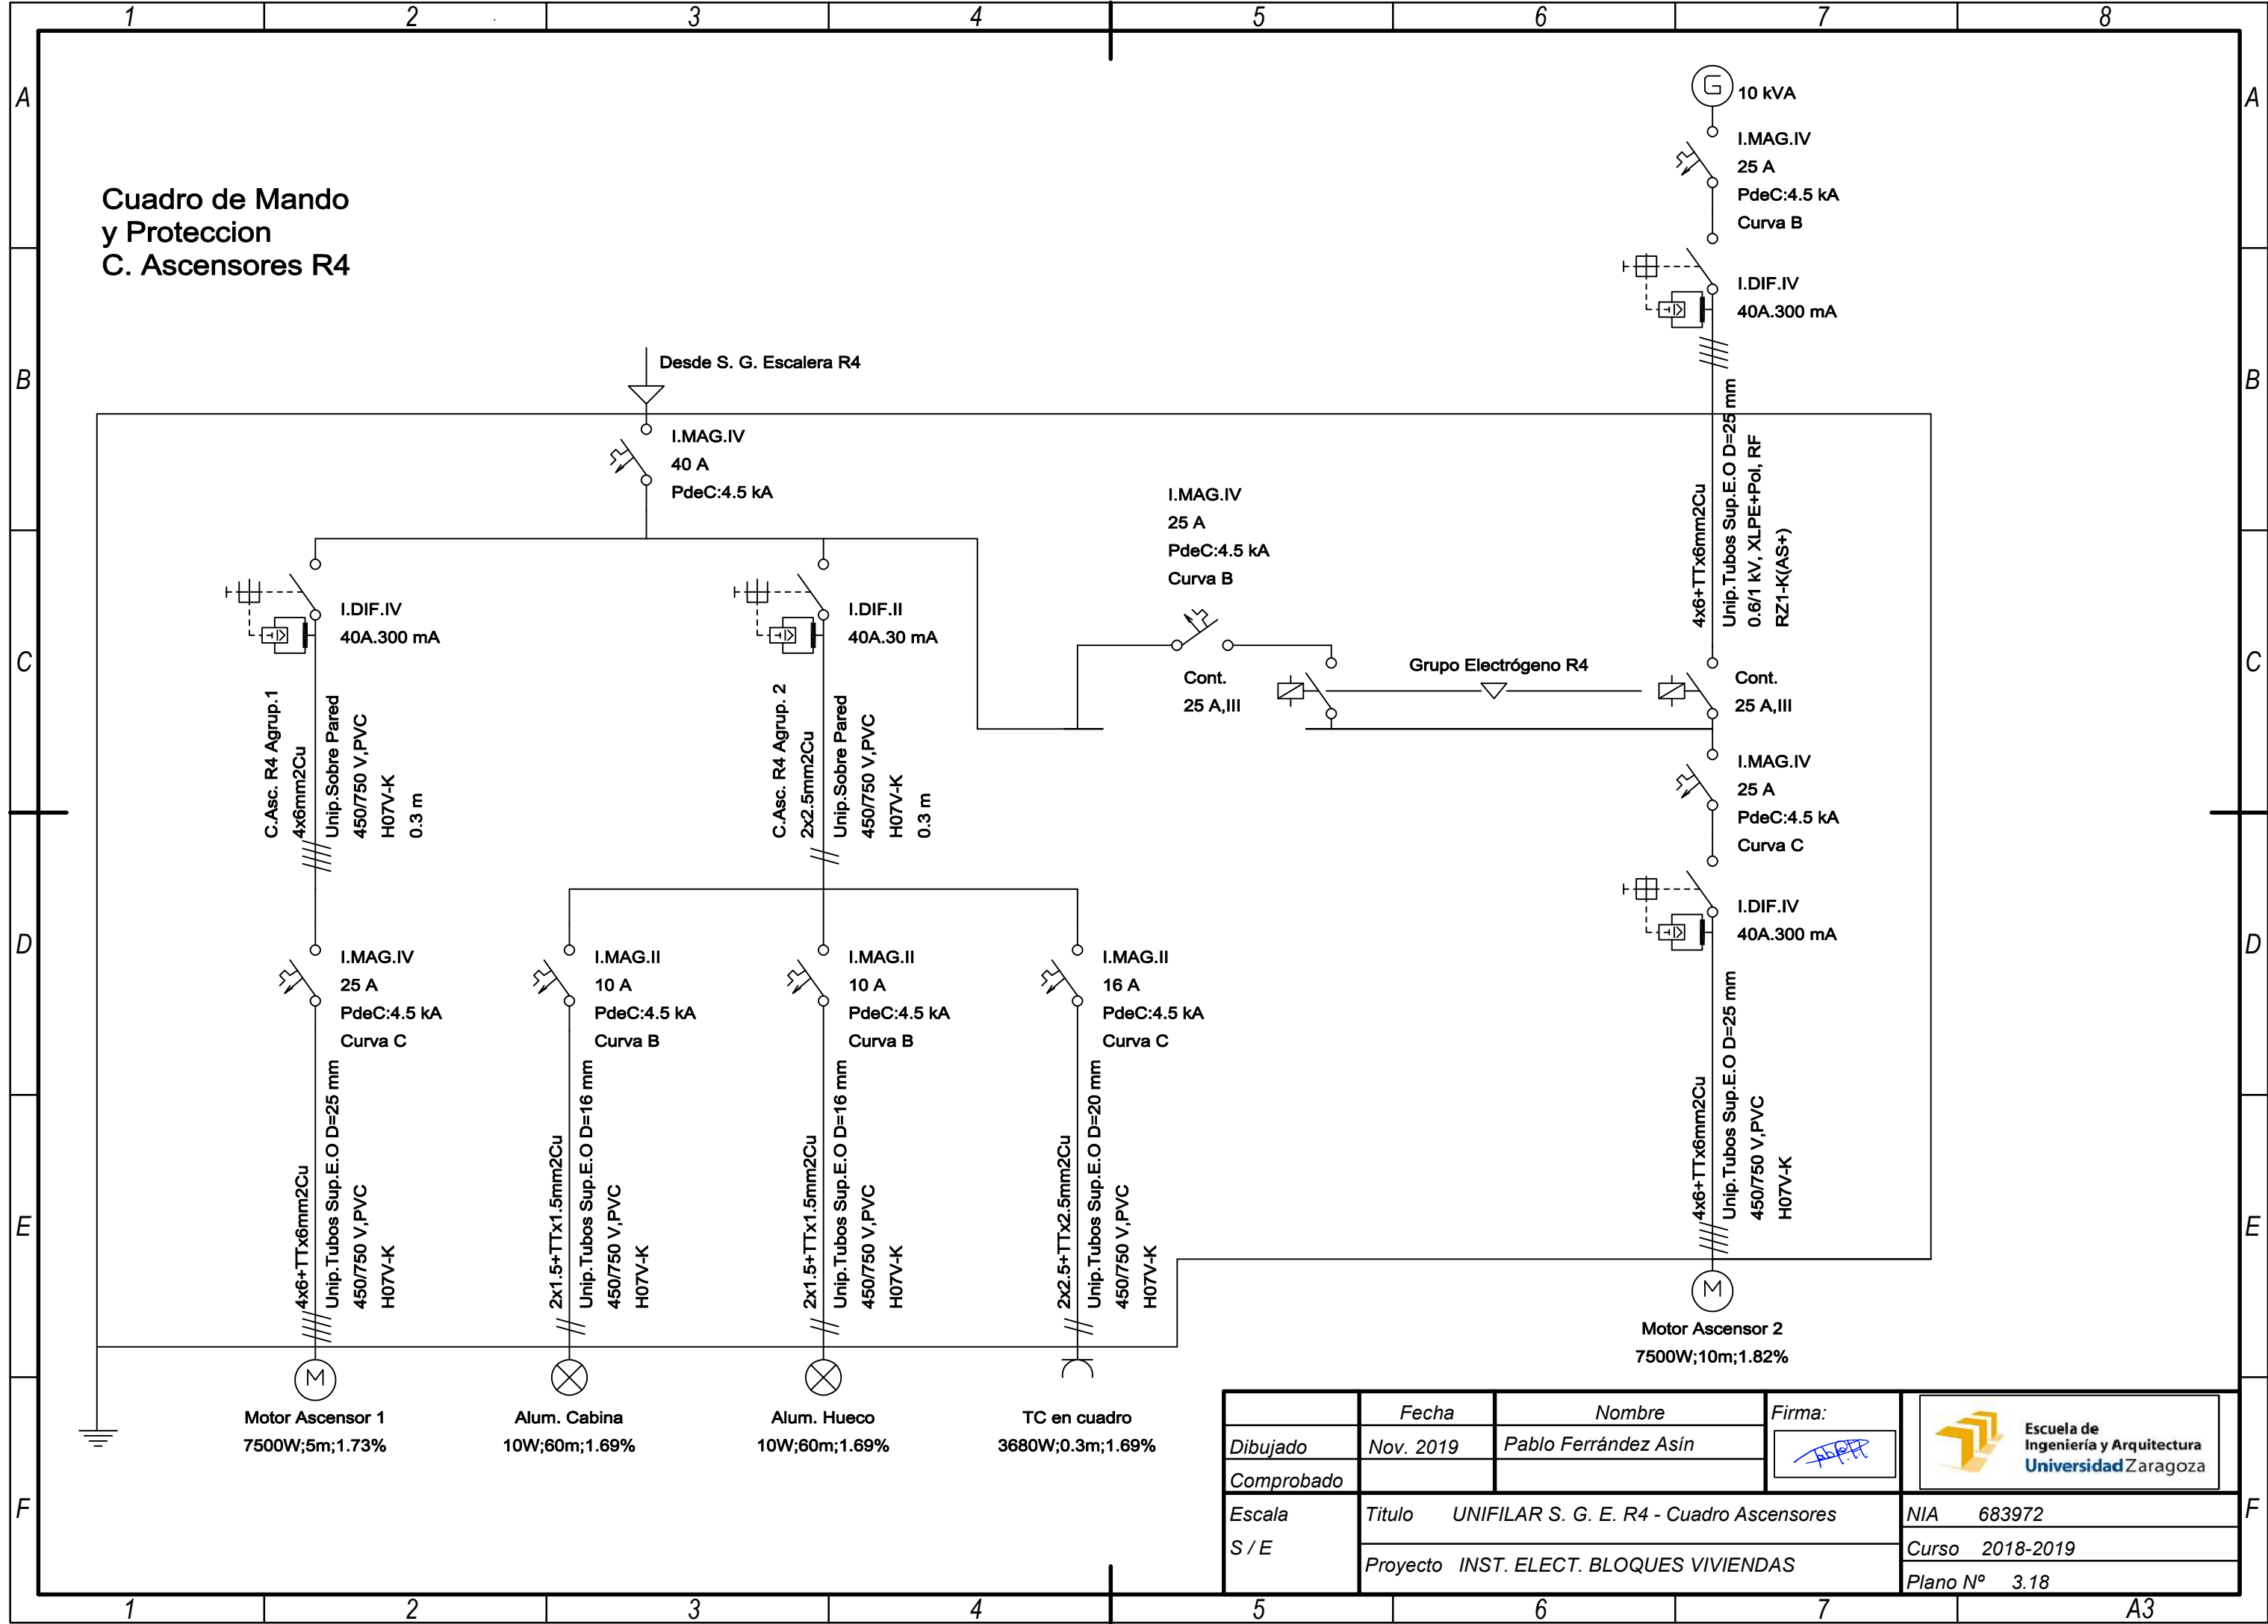 1 2 3 4 5 6 7 8
A
A
B
B
C
C
D
D
E
E
F
F
1 2 3 4 5 6 7 A3
Cuadro de Mando
y Proteccion
C. Ascensores R4
G
10 kVA
I.MAG.IV
25 A
PdeC:4.5 kA
Curva B
I.DIF.IV
40A.300 mA
4x6+TTx6mm2Cu
Unip.Tubos Sup.E.O D=25 mm
0.6/1 kV, XLPE+Pol, RF
RZ1-K(AS+)
Desde S. G. Escalera R4
I.MAG.IV
40 A
PdeC:4.5 kA
I.DIF.IV
40A.300 mA
C.Asc. R4 Agrup.1
4x6mm2Cu
Unip.Sobre Pared
450/750 V,PVC
H07V-K
0.3 m
I.DIF.II
40A.30 mA
C.Asc. R4 Agrup. 2
2x2.5mm2Cu
Unip.Sobre Pared
450/750 V,PVC
H07V-K
0.3 m
I.MAG.IV
25 A
PdeC:4.5 kA
Curva B
Cont.
25 A,III
Grupo Electrógeno R4
Cont.
25 A,III
I.MAG.IV
25 A
PdeC:4.5 kA
Curva C
I.DIF.IV
40A.300 mA
4x6+TTx6mm2Cu
Unip.Tubos Sup.E.O D=25 mm
450/750 V,PVC
H07V-K
M
Motor Ascensor 2
7500W;10m;1.82%
I.MAG.IV
25 A
PdeC:4.5 kA
Curva C
4x6+TTx6mm2Cu
Unip.Tubos Sup.E.O D=25 mm
450/750 V,PVC
H07V-K
M
Motor Ascensor 1
7500W;5m;1.73%
I.MAG.II
10 A
PdeC:4.5 kA
Curva B
2x1.5+TTx1.5mm2Cu
Unip.Tubos Sup.E.O D=16 mm
450/750 V,PVC
H07V-K
Alum. Cabina
10W;60m;1.69%
I.MAG.II
10 A
PdeC:4.5 kA
Curva B
2x1.5+TTx1.5mm2Cu
Unip.Tubos Sup.E.O D=16 mm
450/750 V,PVC
H07V-K
Alum. Hueco
10W;60m;1.69%
I.MAG.II
16 A
PdeC:4.5 kA
Curva C
2x2.5+TTx2.5mm2Cu
Unip.Tubos Sup.E.O D=20 mm
450/750 V,PVC
H07V-K
TC en cuadro
3680W;0.3m;1.69%
Fecha Nombre Firma:
Dibujado Nov. 2019 Pablo Ferrández Asín
Comprobado
Escuela de
Ingeniería y Arquitectura
Universidad Zaragoza
Escala
S / E
Titulo UNIFILAR S. G. E. R4 - Cuadro Ascensores
Proyecto INST. ELECT. BLOQUES VIVIENDAS
NIA 683972
Curso 2018-2019
Plano Nº 3.18